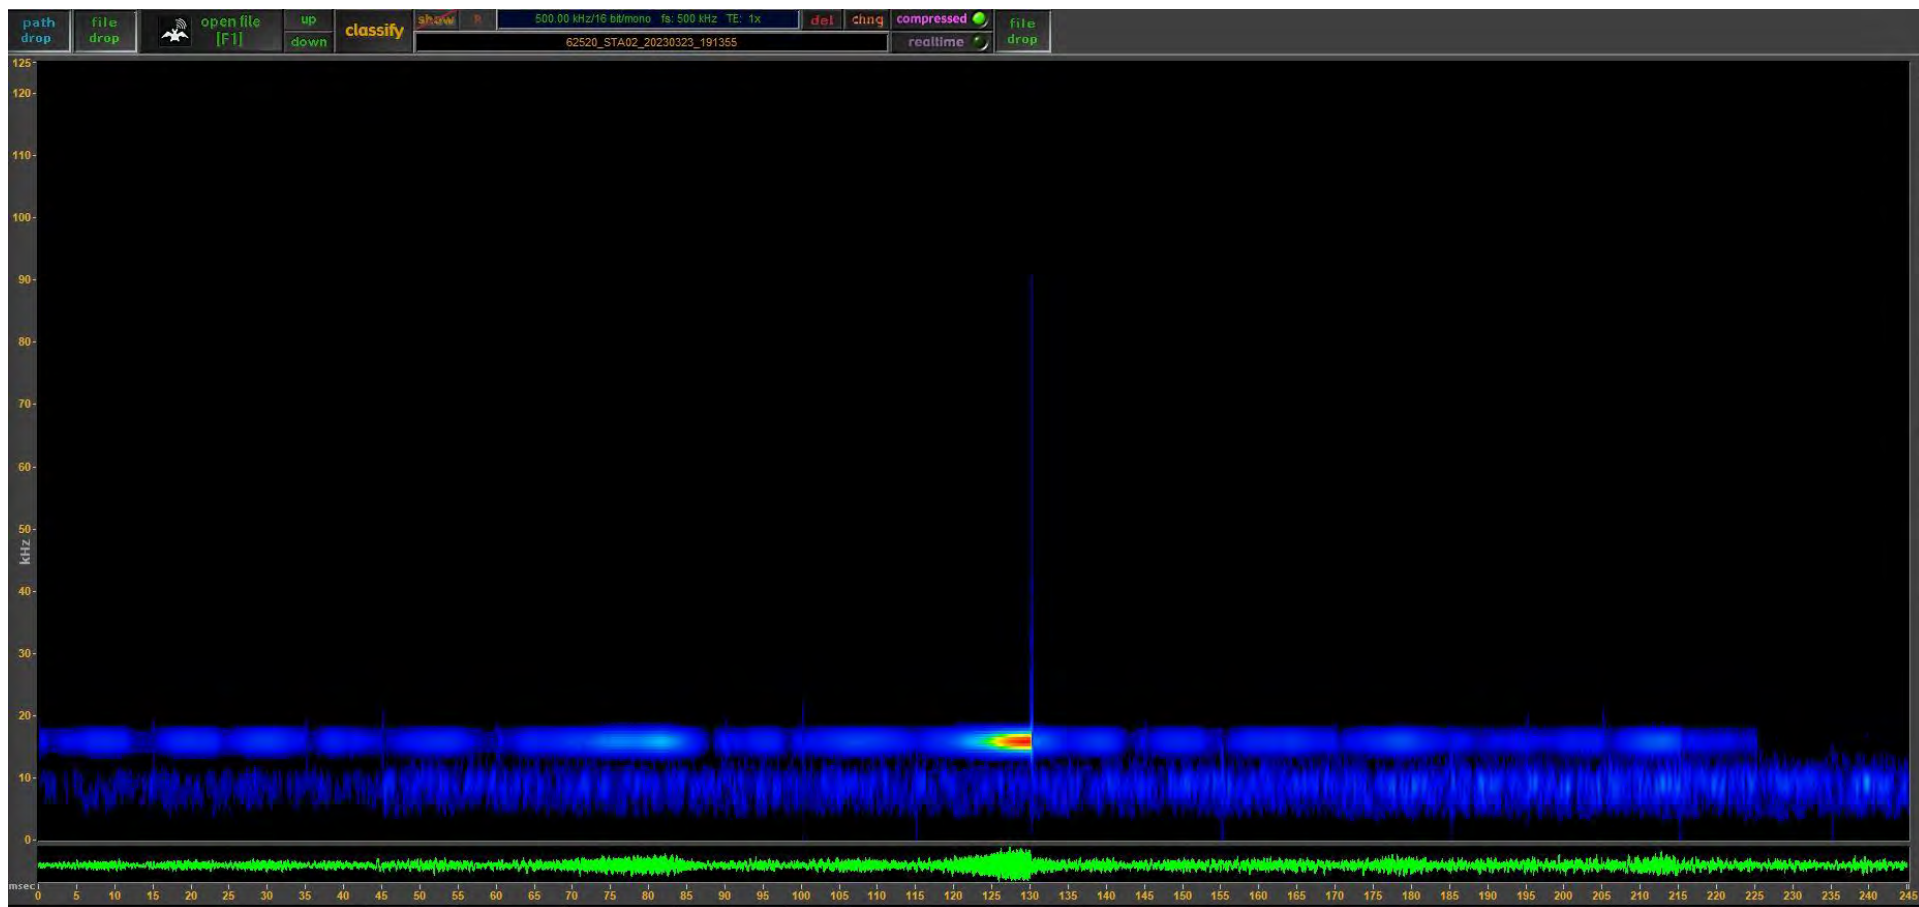 path drop
file drop
open file [F1]
up
down
classify
show R
500.00 kHz/16 bit/mono fs: 500 kHz TE: 1x
62520_STA02_20230323_191355
del
chng
compressed
realtime
file drop
125
120
110
100
90
80
70
60
50
kHz
40
30
20
10
0
msec 0 5 10 15 20 25 30 35 40 45 50 55 60 65 70 75 80 85 90 95 100 105 110 115 120 125 130 135 140 145 150 155 160 165 170 175 180 185 190 195 200 205 210 215 220 225 230 235 240 245